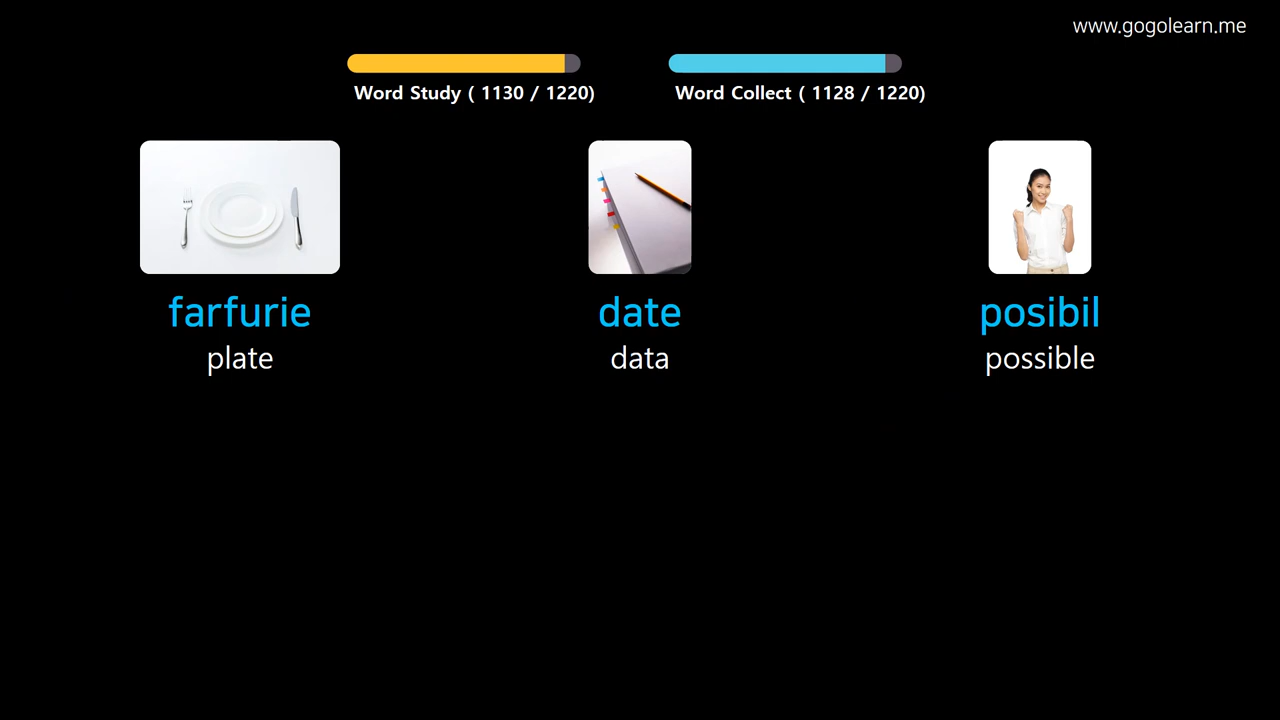 www.gogolearn.me
Word Study ( 1130 / 1220)
Word Collect ( 1128 / 1220)
farfurie
plate
date
data
posibil
possible